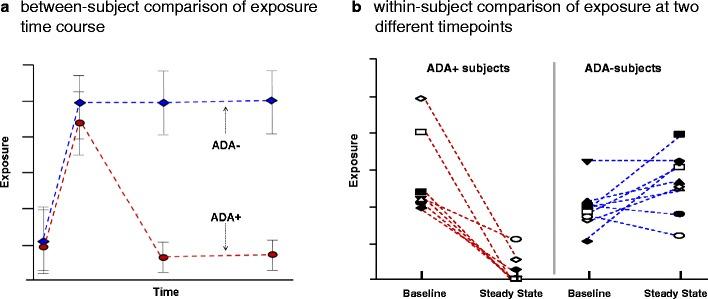 a between-subject comparison of exposure
time course
Exposure
ADA-
ADA+
Time
b within-subject comparison of exposure at two
different timepoints
Exposure
ADA+ subjects
ADA-subjects
Baseline
Steady State
Baseline
Steady State